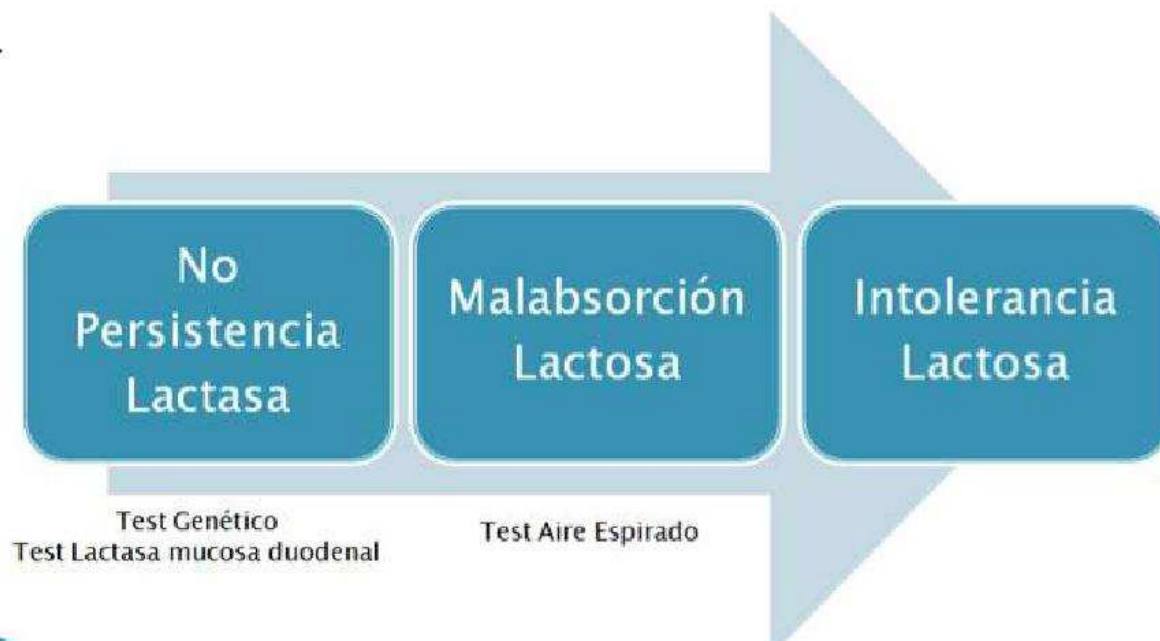 No
Persistencia
Lactasa
Malabsorción
Lactosa
Intolerancia
Lactosa
Test Genético
Test Lactasa mucosa duodenal
Test Aire Espirado